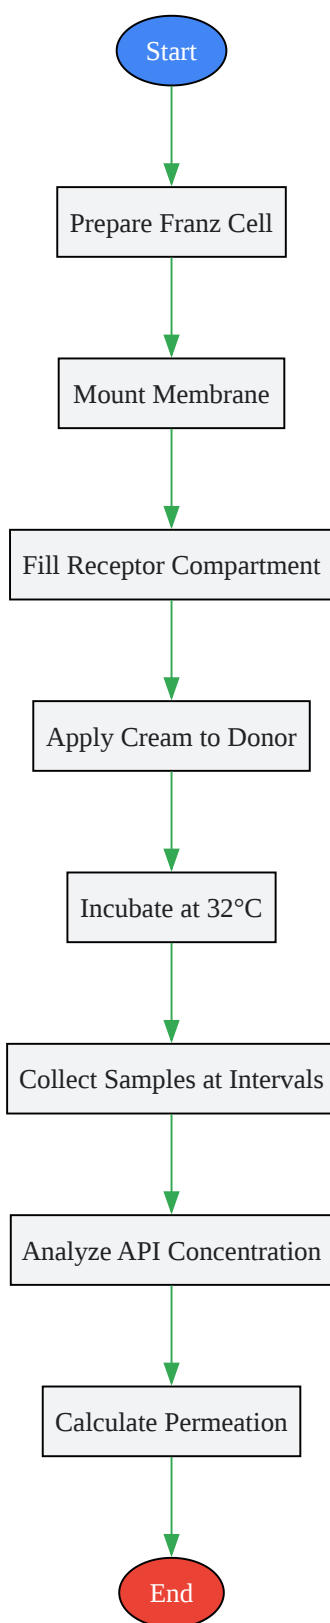 Start
Prepare Franz Cell
Mount Membrane
Fill Receptor Compartment
Apply Cream to Donor
Incubate at 32°C
Collect Samples at Intervals
Analyze API Concentration
Calculate Permeation
End